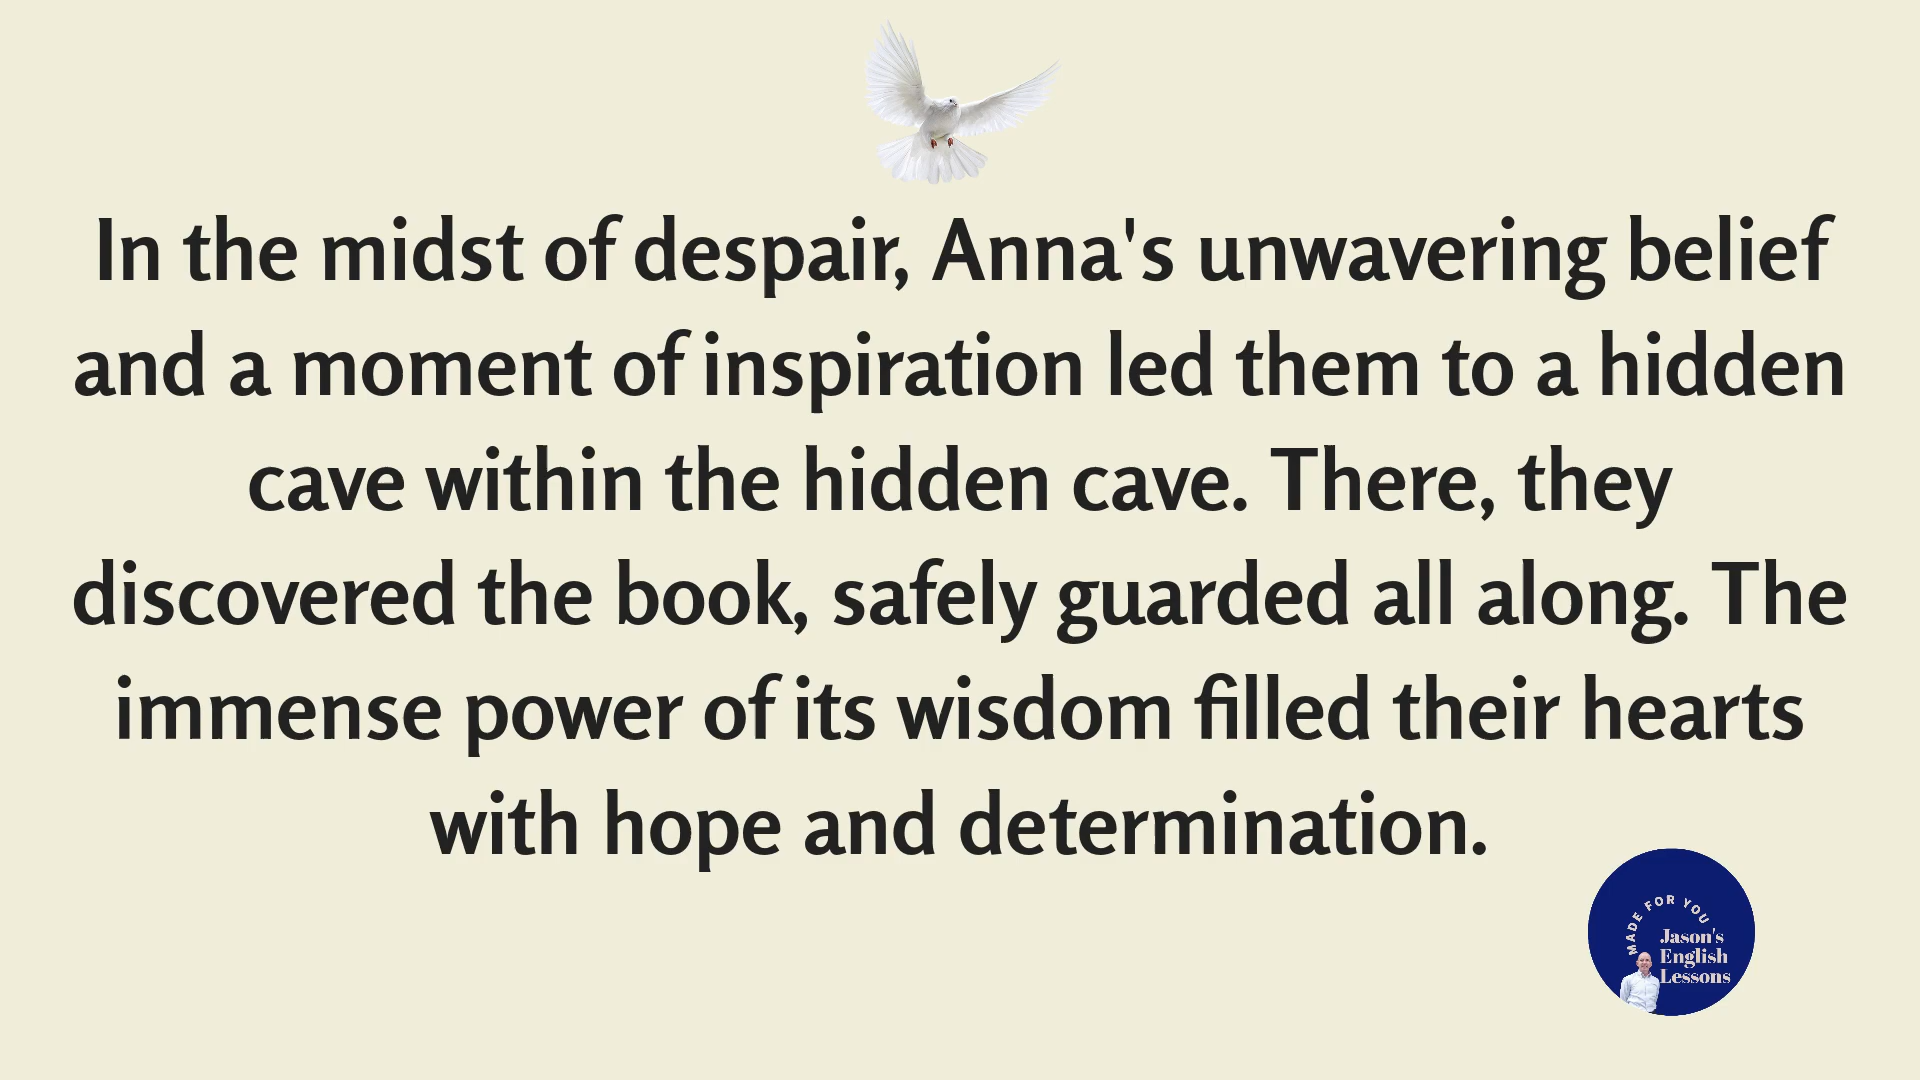 In the midst of despair, Anna's unwavering belief
and a moment of inspiration led them to a hidden
cave within the hidden cave. There, they
discovered the book, safely guarded all along. The
immense power of its wisdom filled their hearts
with hope and determination.
MADE FOR YOU
Jason's
English
Lessons